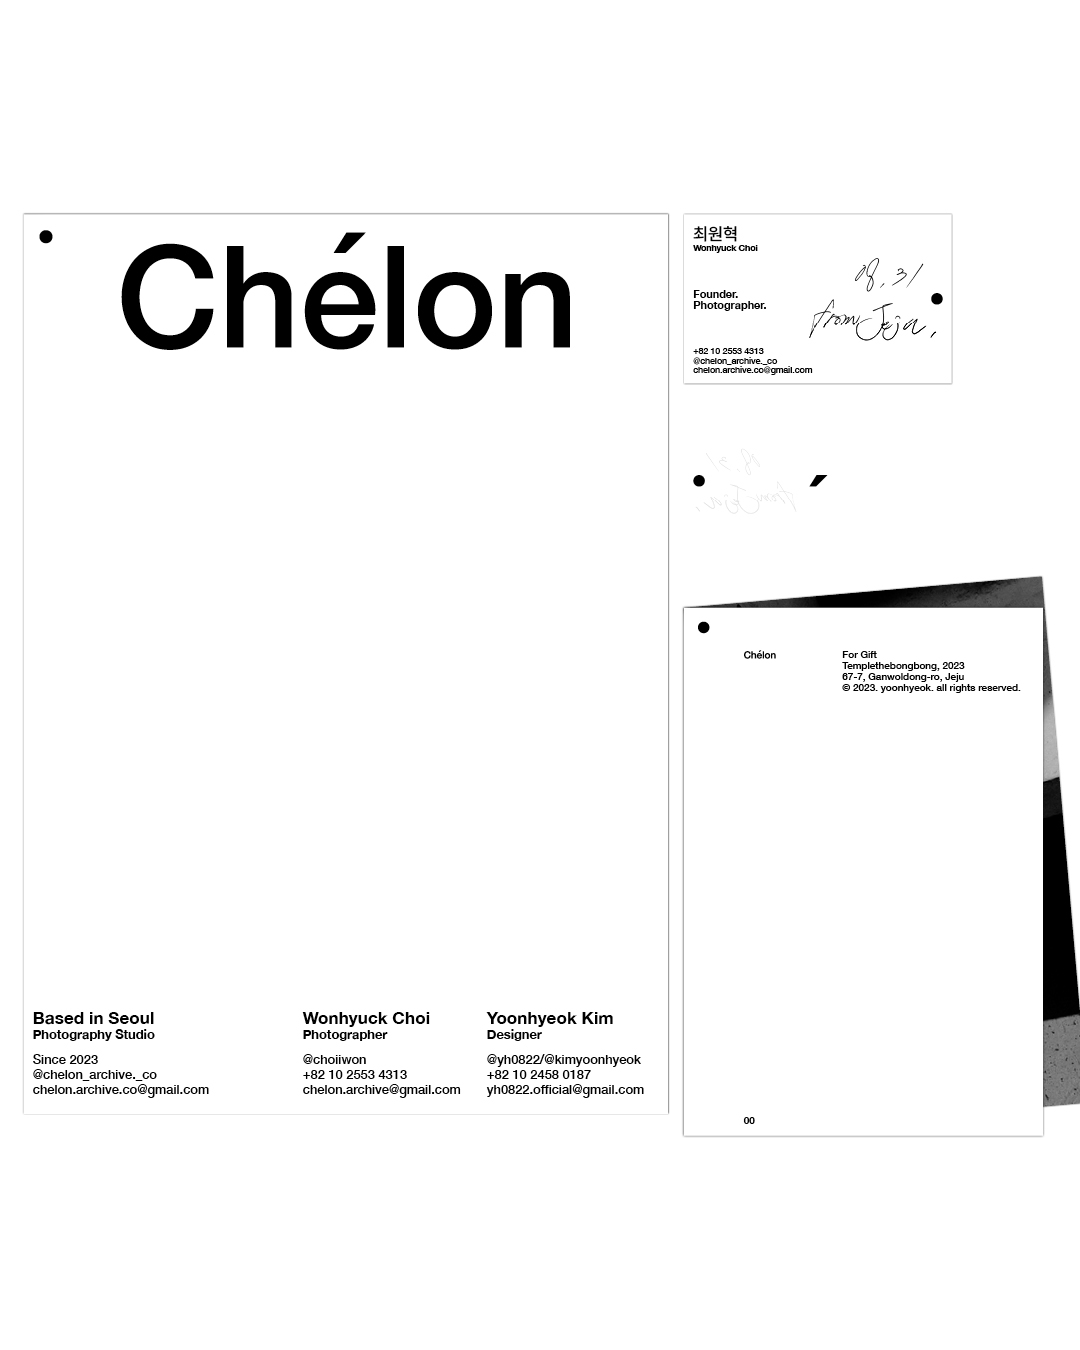 Chélon
Based in Seoul
Photography Studio
Since 2023
@chelon_archive._co
chelon.archive.co@gmail.com
Wonhyuck Choi
Photographer
@choiiwon
+82 10 2553 4313
chelon.archive@gmail.com
Yoonhyeok Kim
Designer
@yh0822/@kimyoonhyeok
+82 10 2458 0187
yh0822.official@gmail.com
최원혁
Wonhyuck Choi
Founder.
Photographer.
+82 10 2553 4313
@chelon_archive._co
chelon.archive.co@gmail.com
08, 31
from Jeju,
08, 31
from Jeju,
Chélon
For Gift
Templethebongbong, 2023
67-7, Ganwoldong-ro, Jeju
© 2023. yoonhyeok. all rights reserved.
00